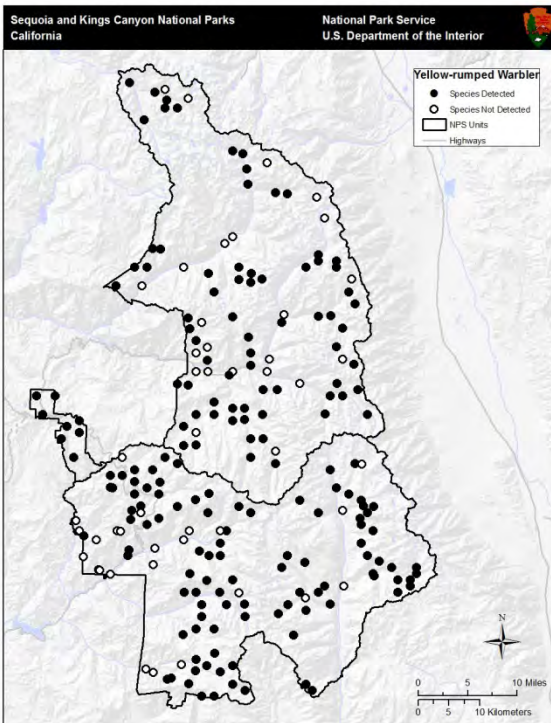 Sequoia and Kings Canyon National Parks
California
National Park Service
U.S. Department of the Interior
Yellow-rumped Warbler
Species Detected
Species Not Detected
NPS Units
Highways
N
0 5 10 Miles
0 5 10 Kilometers